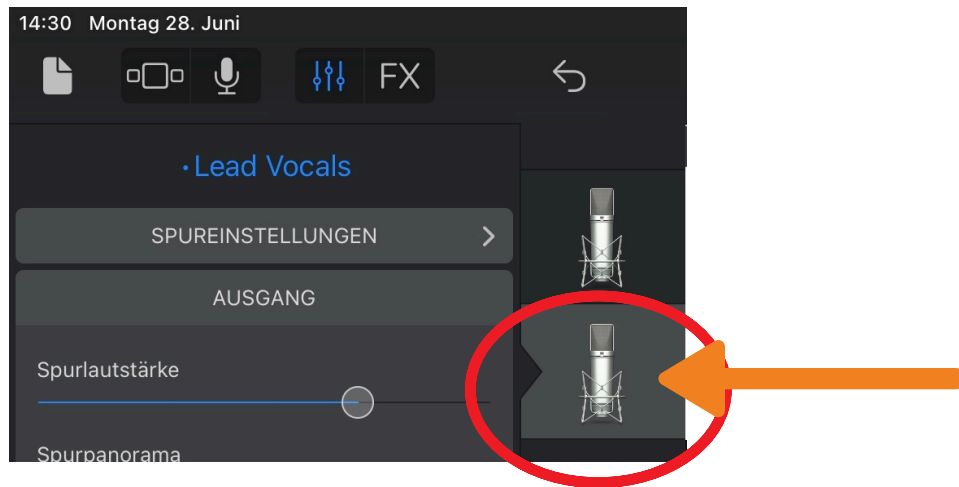 14:30 Montag 28. Juni
FX
·Lead Vocals
SPUREINSTELLUNGEN
AUSGANG
Spurlautstärke
Spurpanorama